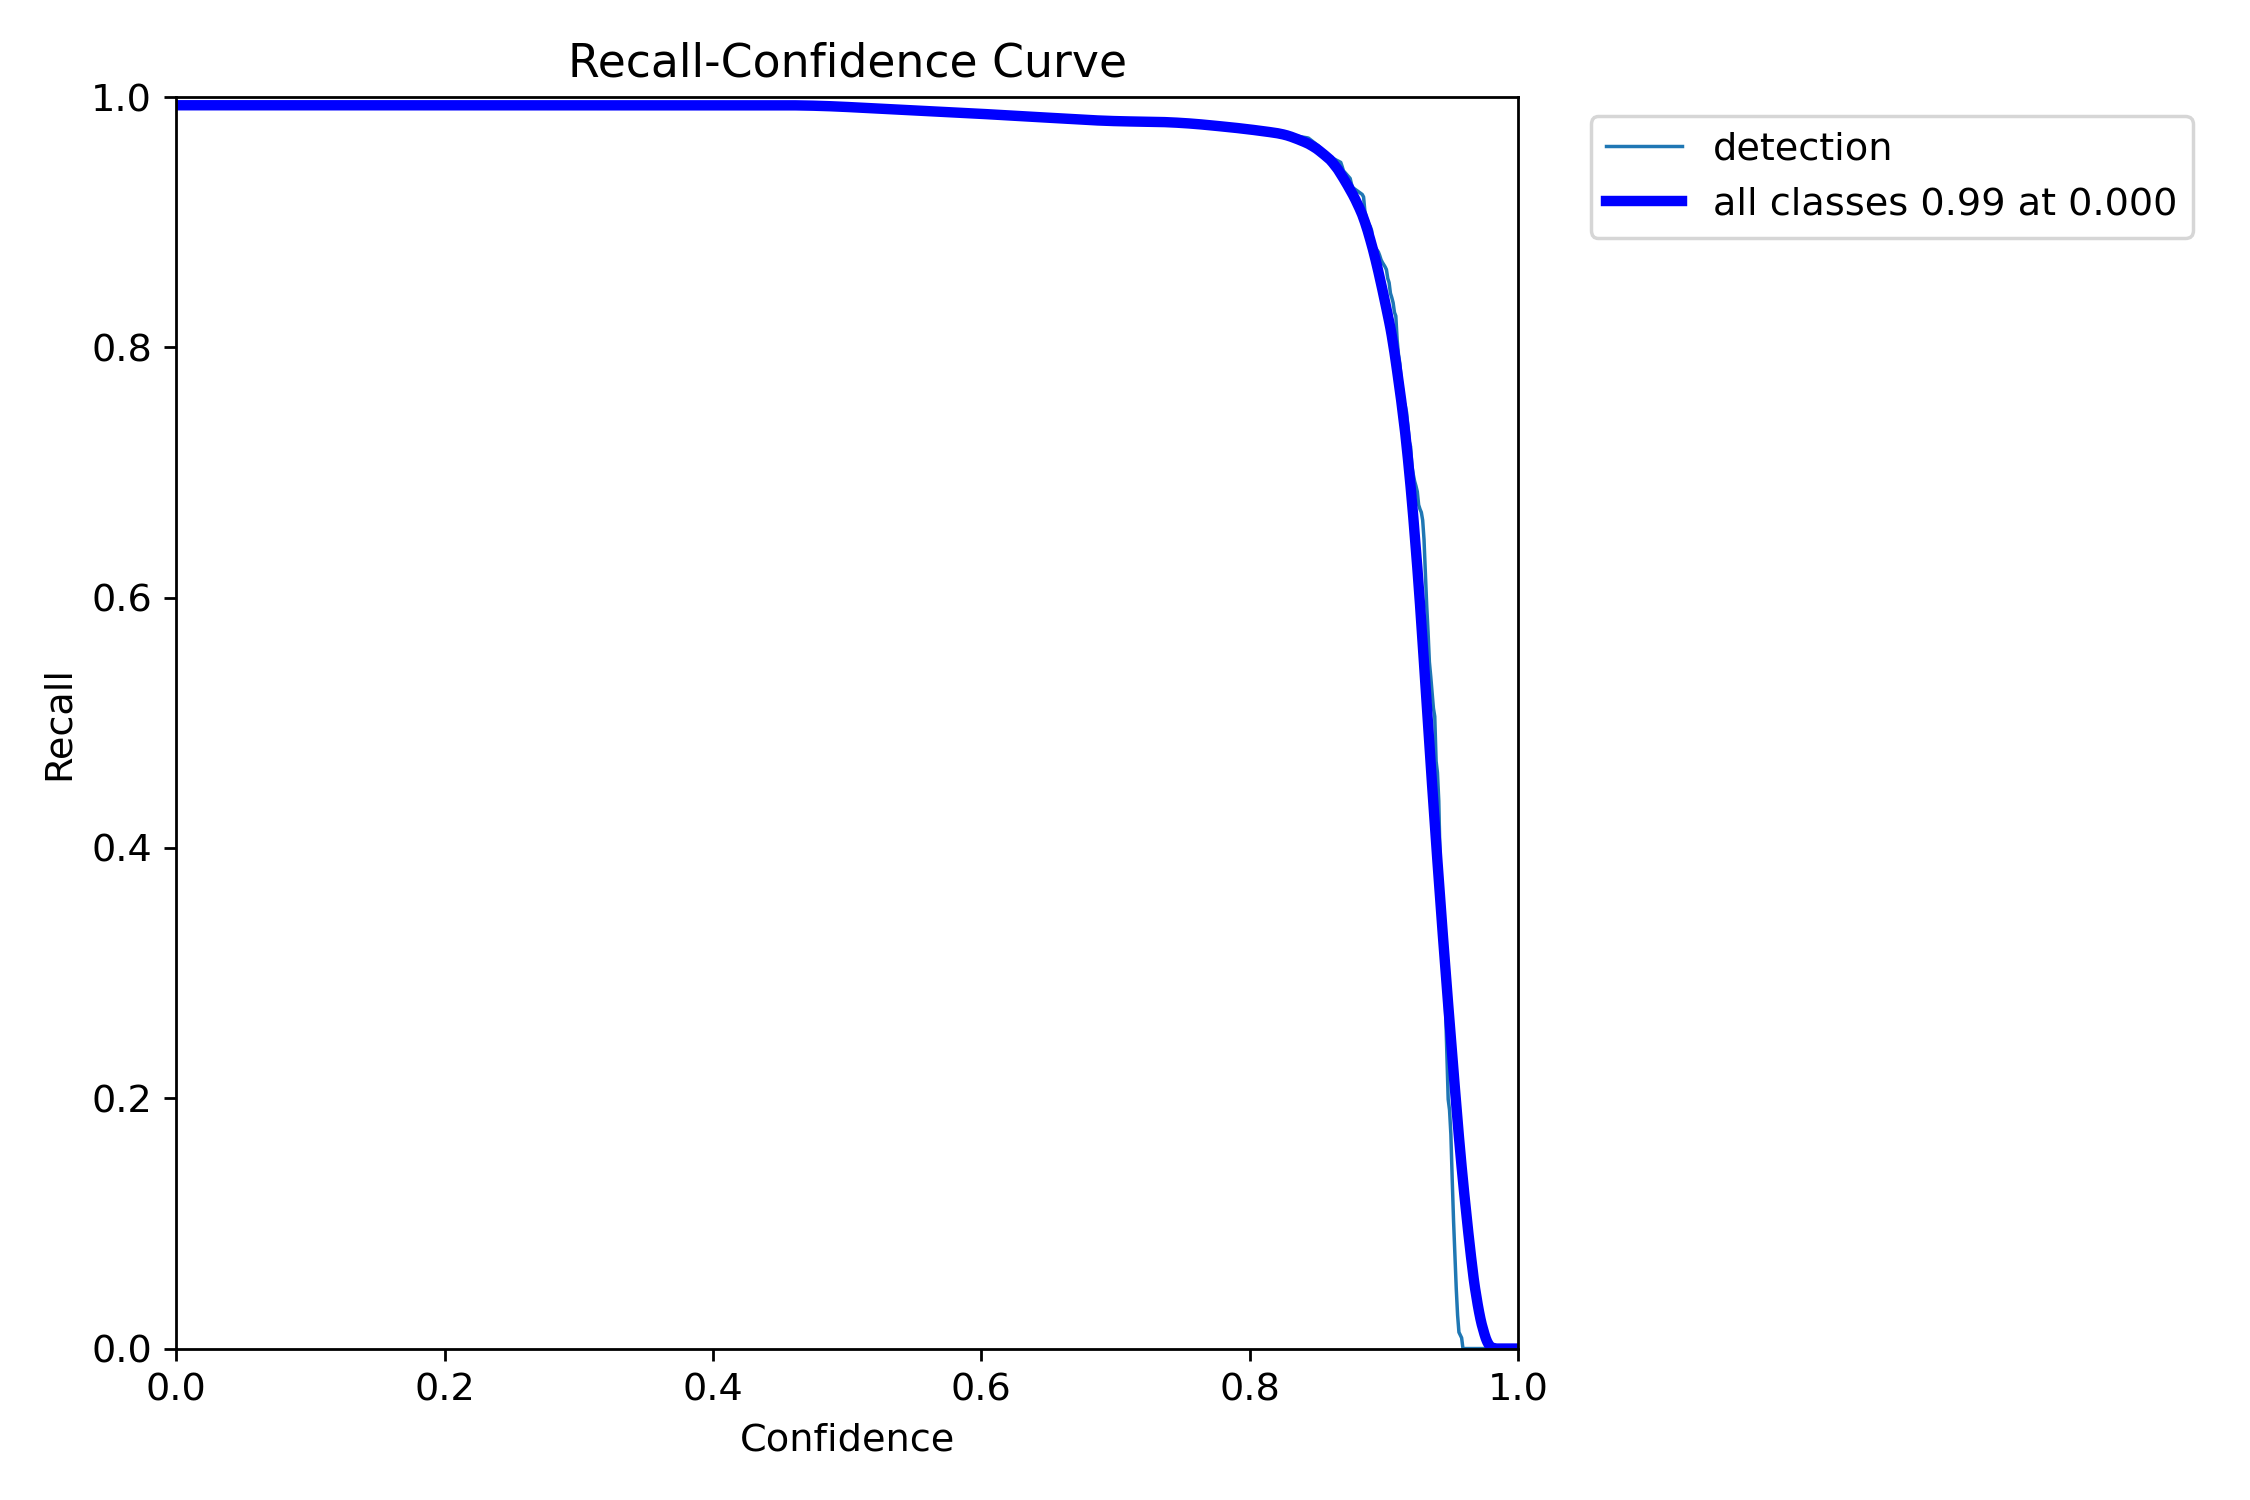 Recall-Confidence Curve
1.0
0.8
0.6
0.4
0.2
0.0
Recall
0.0 0.2 0.4 0.6 0.8 1.0
Confidence
detection
all classes 0.99 at 0.000